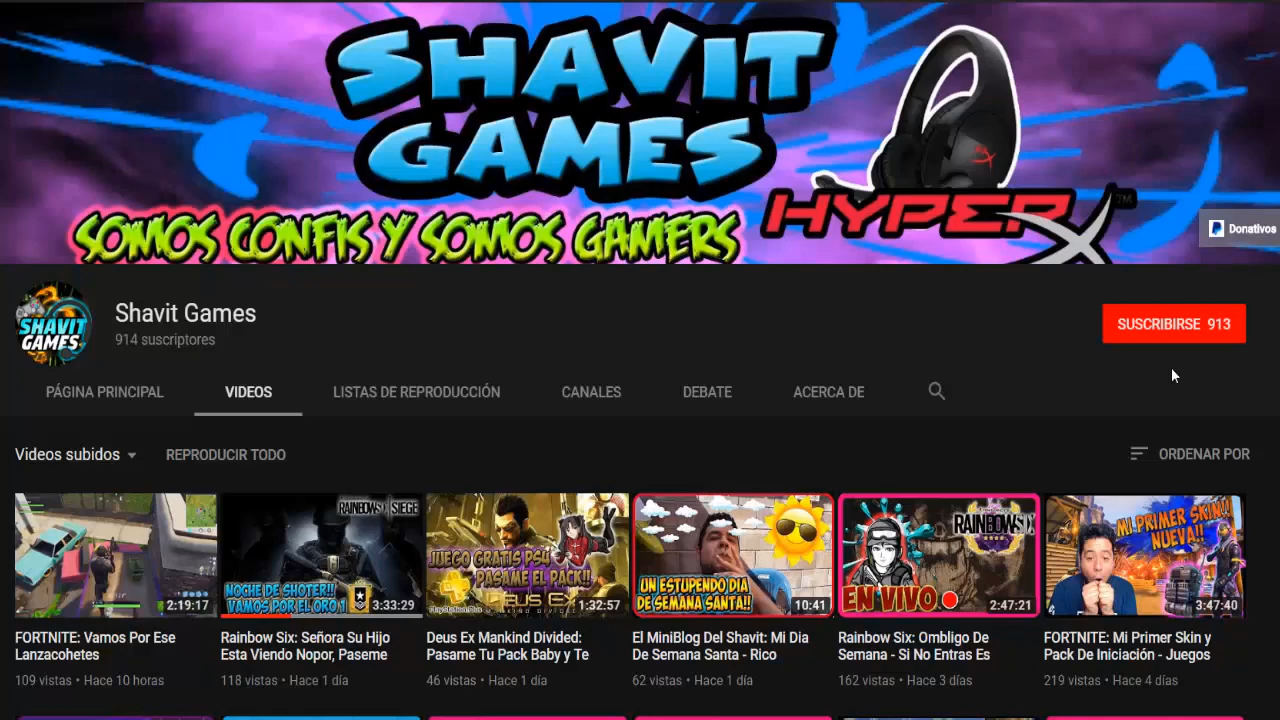 SHAVIT
GAMES
SOMOS CONFIS Y SOMOS GAMERS
HYPERX™
Donativos
SHAVIT
GAMES
Shavit Games
914 suscriptores
SUSCRIBIRSE 913
PÁGINA PRINCIPAL VIDEOS LISTAS DE REPRODUCCIÓN CANALES DEBATE ACERCA DE
Videos subidos REPRODUCIR TODO ORDENAR POR
2:19:17
RAINBOW SIX SIEGE
NOCHE DE SHOTER!!
VAMOS POR EL ORO 1
3:33:29
JUEGO GRATIS PS4
PASAME EL PACK!!
DEUS EX
1:32:57
UN ESTUPENDO DIA
DE SEMANA SANTA!!
10:41
RAINBOW SIX
EN VIVO
2:47:21
MI PRIMER SKIN!!
NUEVA!!
3:47:40
FORTNITE: Vamos Por Ese
Lanzacohetes
109 vistas • Hace 10 horas
Rainbow Six: Señora Su Hijo
Esta Viendo Nopor, Paseme
118 vistas • Hace 1 día
Deus Ex Mankind Divided:
Pasame Tu Pack Baby y Te
46 vistas • Hace 1 día
El MiniBlog Del Shavit: Mi Dia
De Semana Santa - Rico
62 vistas • Hace 1 día
Rainbow Six: Ombligo De
Semana - Si No Entras Es
162 vistas • Hace 3 días
FORTNITE: Mi Primer Skin y
Pack De Iniciación - Juegos
219 vistas • Hace 4 días